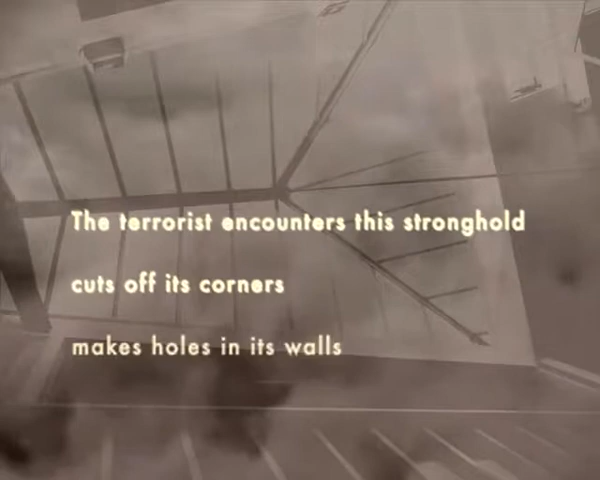 The terrorist encounters this stronghold
cuts off its corners
makes holes in its walls